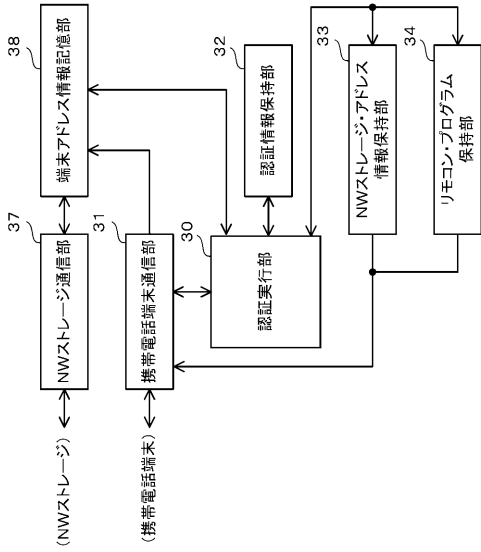 38
端末アドレス情報記憶部
32
認証情報保持部
33
NWストレージ・アドレス
情報保持部
34
リモコン・プログラム
保持部
37
NWストレージ通信部
31
携帯電話端末通信部
30
認証実行部
(NWストレージ)
(携帯電話端末)